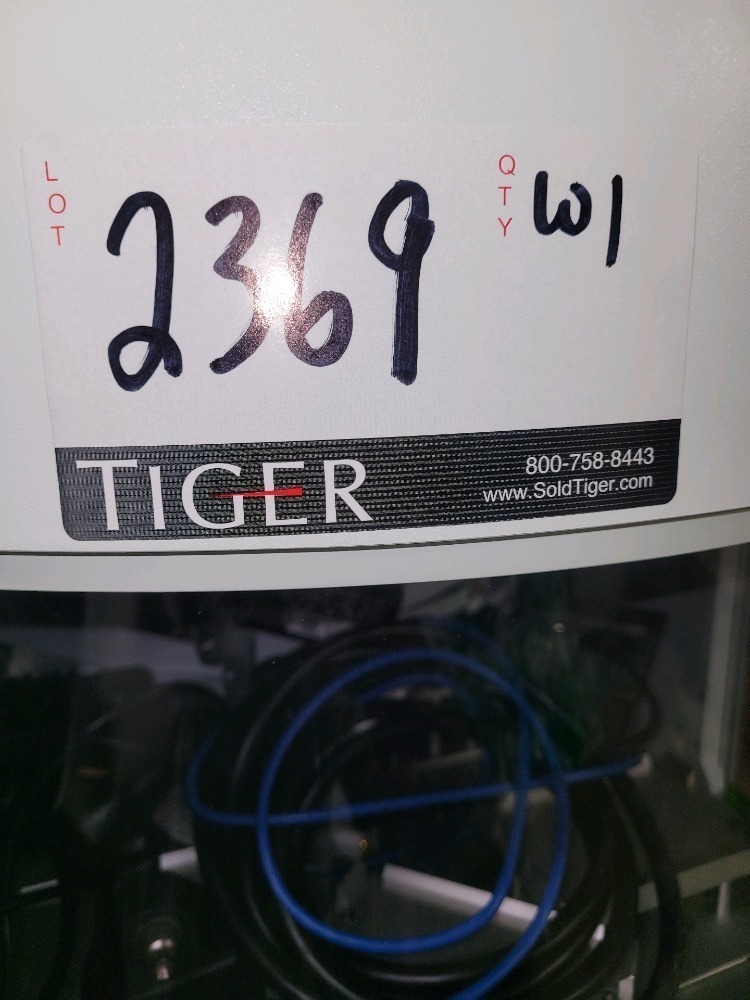 LOT 2369 QTY W1
TIGER 800-758-8443
www.SoldTiger.com